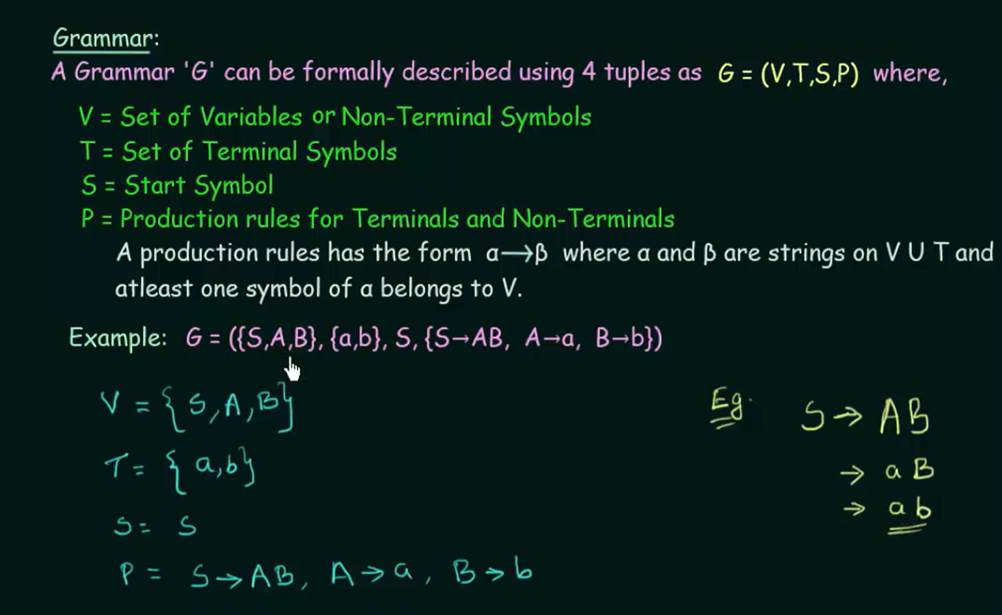 Grammar:
A Grammar 'G' can be formally described using 4 tuples as G = (V,T,S,P) where,
V = Set of Variables or Non-Terminal Symbols
T = Set of Terminal Symbols
S = Start Symbol
P = Production rules for Terminals and Non-Terminals
A production rules has the form α→β where α and β are strings on V U T and
atleast one symbol of α belongs to V.
Example: G = ({S,A,B}, {a,b}, S, {S→AB, A→a, B→b})
V = {S, A, B}
T = {a,b}
S = S
P = S → AB, A → a, B → b
Eg. S → AB
→ aB
→ ab